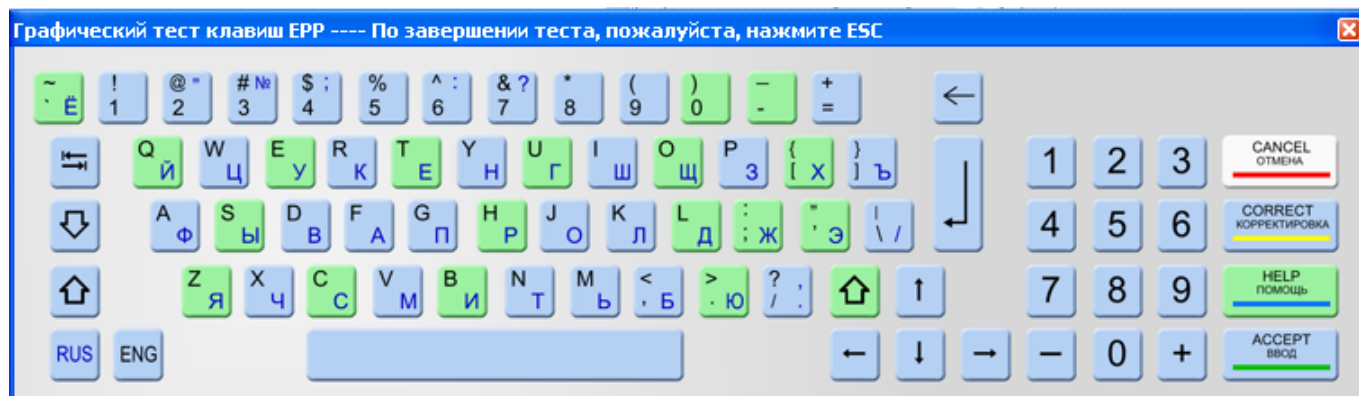 Графический тест клавиш EPP ---- По завершении теста, пожалуйста, нажмите ESC
~ ` Ё ! 1 @ " 2 # № 3 $ ; 4 % 5 ^ : 6 & ? 7 * 8 ( 9 ) 0 – - + = ←
Q Й W Ц E У R К T Е Y Н U Г I Ш O Щ P З { [ Х } ] Ъ 1 2 3 CANCEL ОТМЕНА
A Ф S Ы D В F А G П H Р J О K Л L Д : ; Ж " ' Э | \ / 4 5 6 CORRECT КОРРЕКТИРОВКА
Z Я X Ч C С V М B И N Т M Ь < , Б > . Ю ? / , . ↑ 7 8 9 HELP ПОМОЩЬ
RUS ENG ← ↓ → – 0 + ACCEPT ВВОД